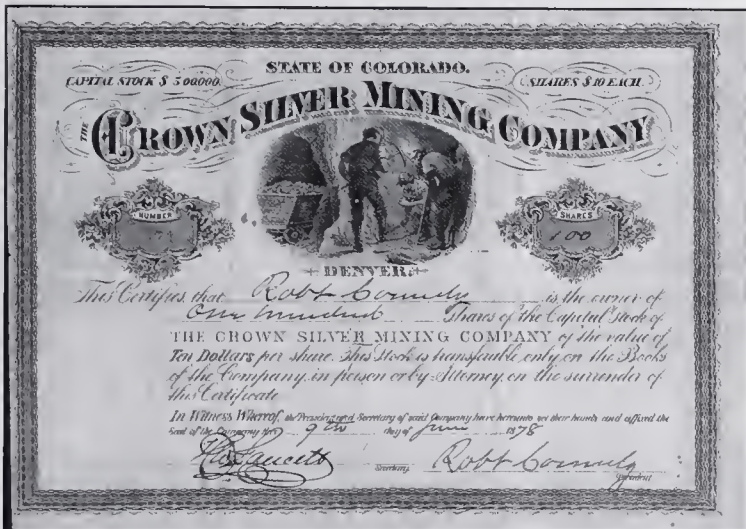 STATE OF COLORADO.
CAPITAL STOCK $ 500000.
SHARES $ 10 EACH.
THE CROWN SILVER MINING COMPANY
NUMBER
SHARES
100
DENVER.
This Certifies that Robt is the owner of
One hundred Shares of the Capital Stock of
THE CROWN SILVER MINING COMPANY of the value of
Ten Dollars per share. This Stock is transferable only on the Books
of the Company in person or by Attorney on the surrender of
this Certificate
In Witness Whereof, the President and Secretary of said Company have hereunto set their hands and affixed the
Seal of the Company this 9th day of June 1878
Secretary Robt President